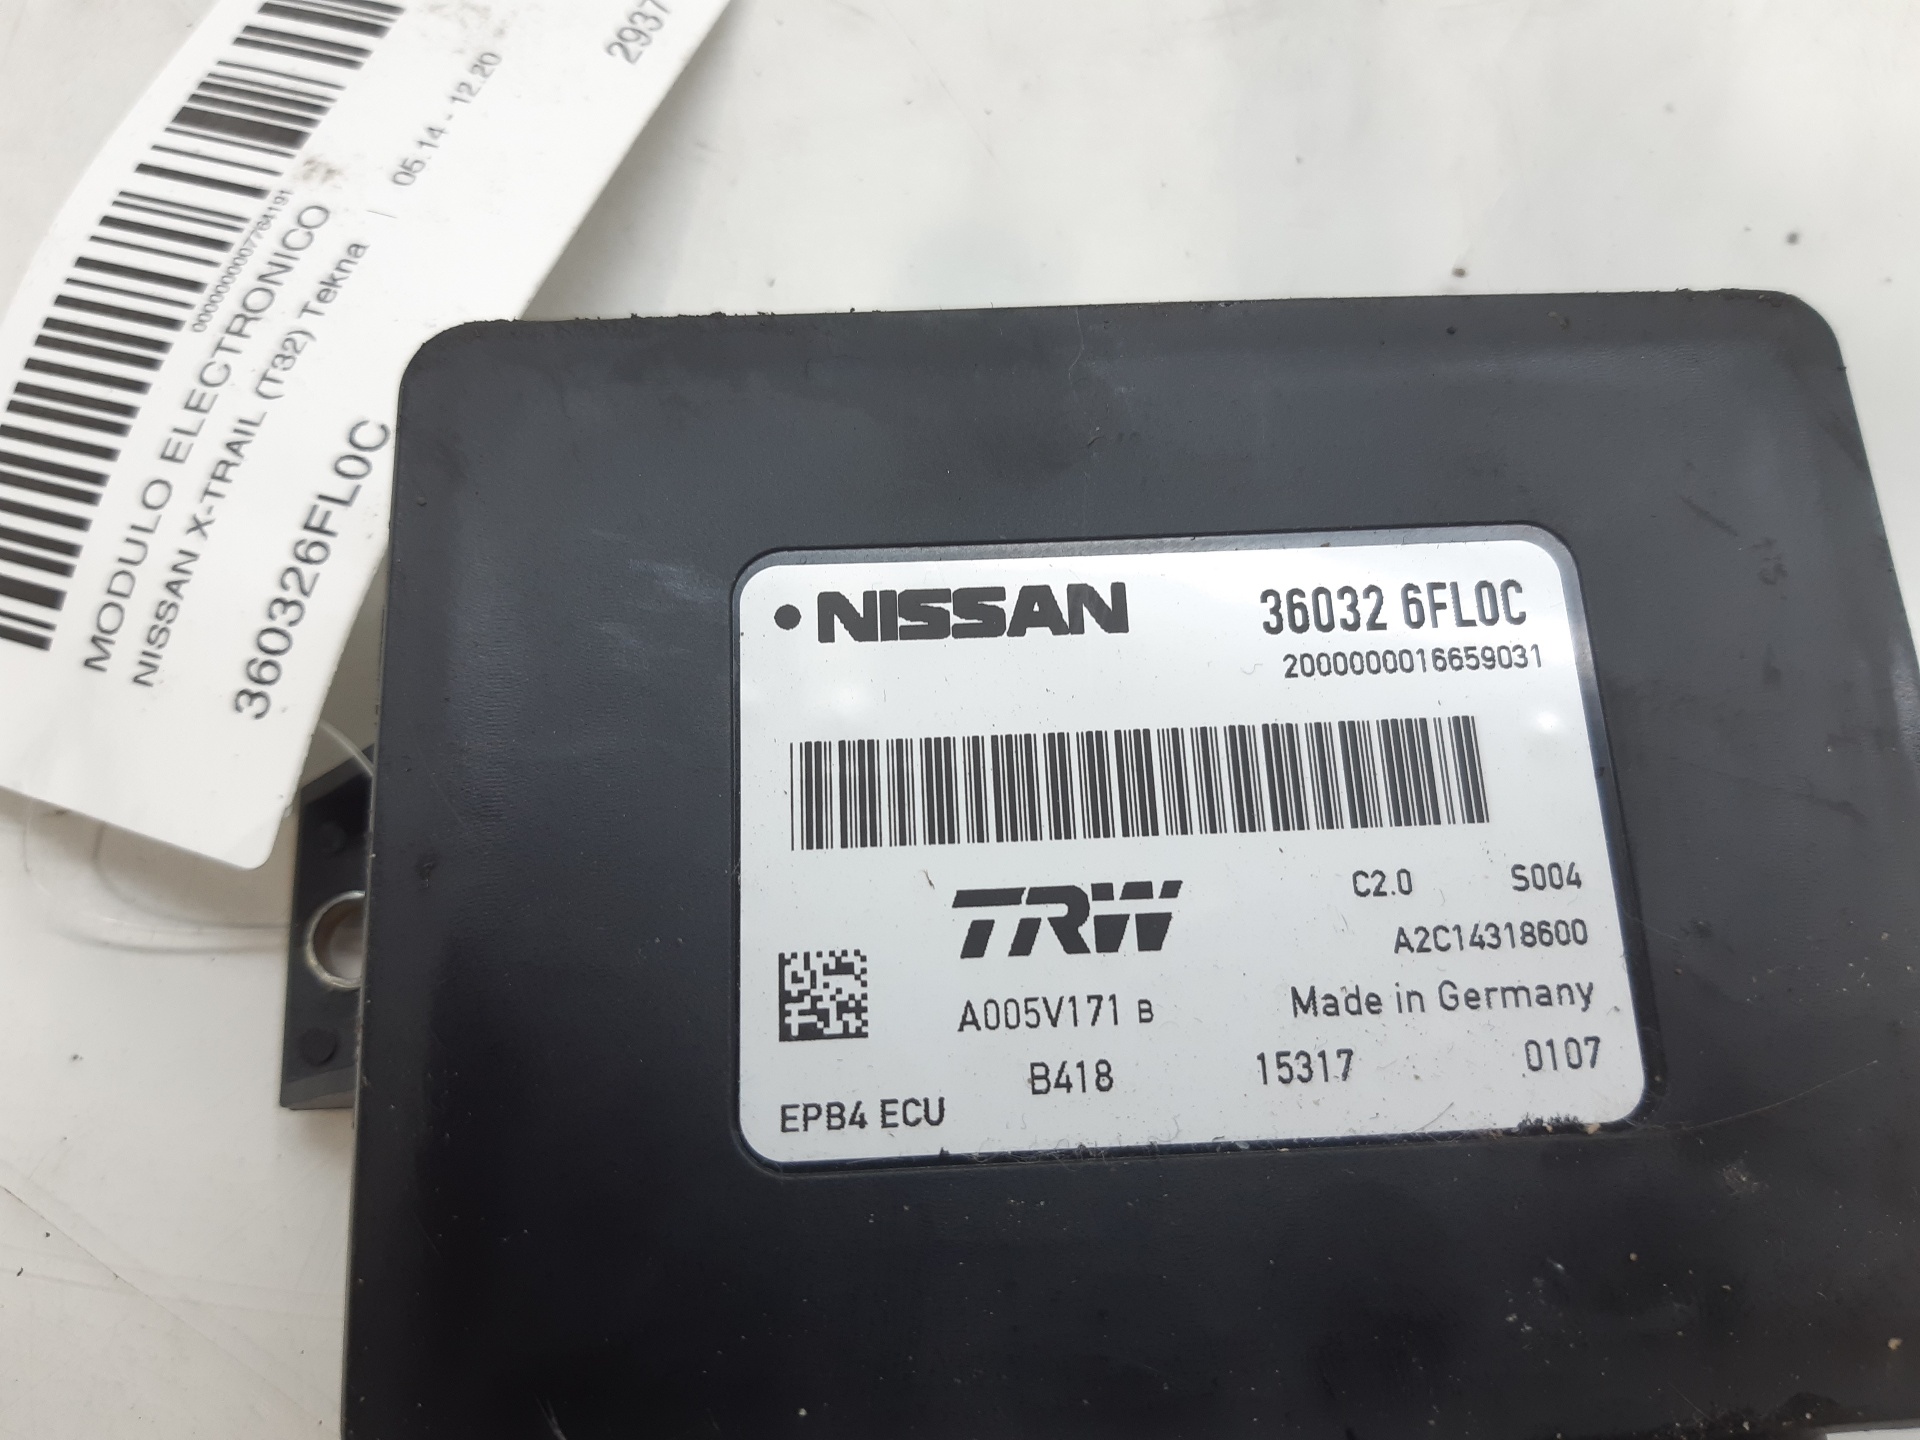 0000000007764191
MODULO ELECTRONICO
NISSAN X-TRAIL (T32) Tekna | 05.14 - 12.20
360326FL0C
2937
NISSAN 36032 6FL0C
2000000016659031
TRW C2.0 S004
A2C14318600
A005V171 B Made in Germany
B418 15317 0107
EPB4 ECU